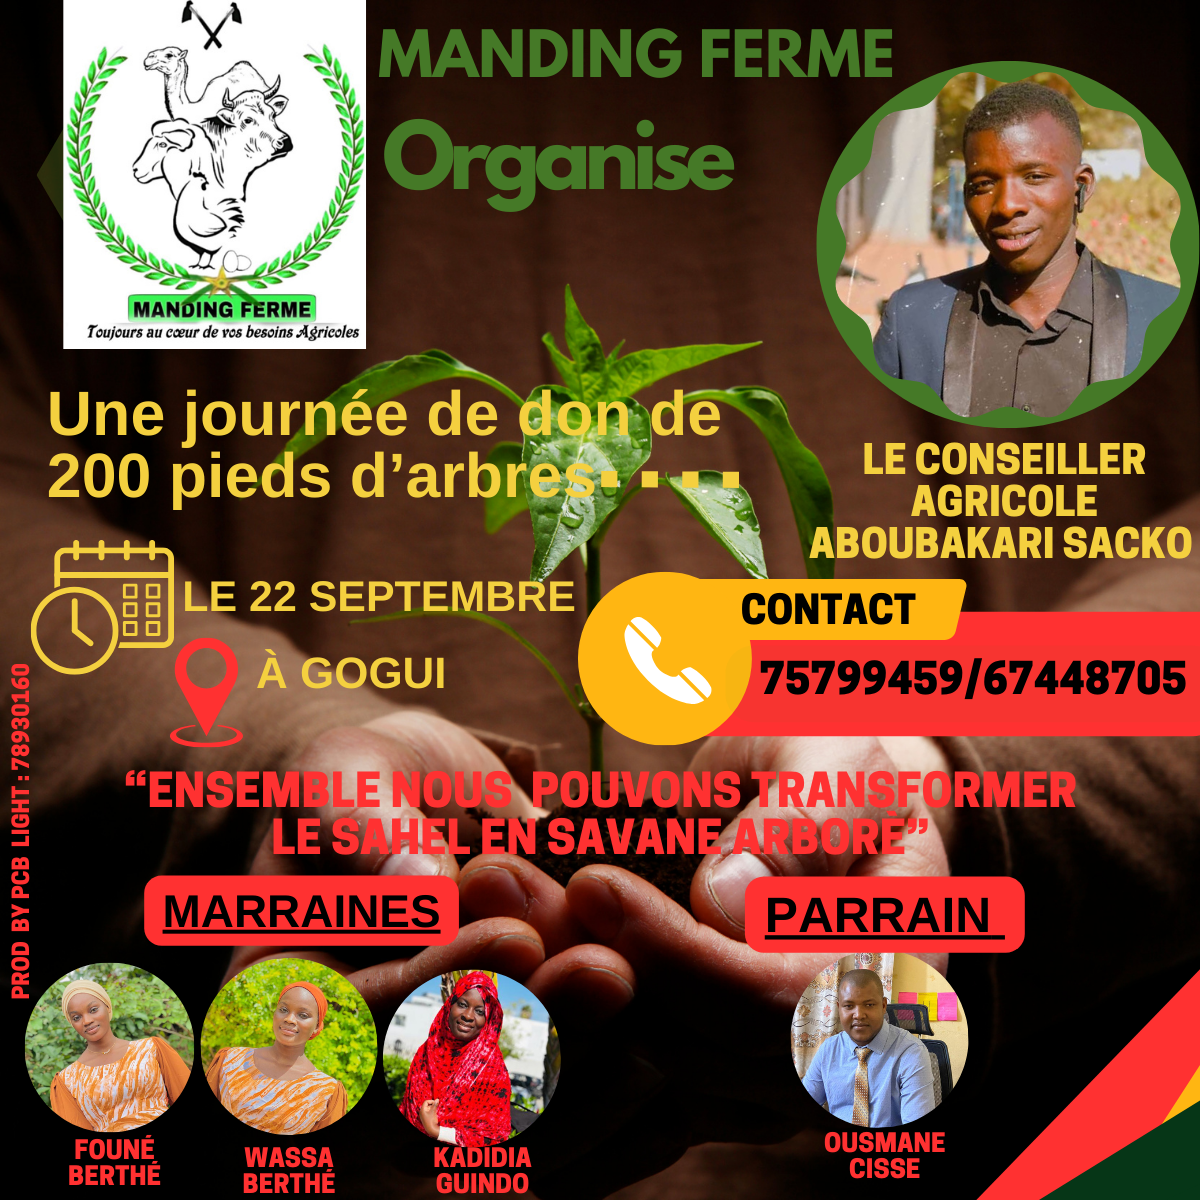 MANDING FERME
Organise
MANDING FERME
Toujours au cœur de vos besoins Agricoles
Une journée de don de
200 pieds d’arbres....
LE CONSEILLER
AGRICOLE
ABOUBAKARI SACKO
LE 22 SEPTEMBRE
À GOGUI
CONTACT
75799459/67448705
PROD BY PCB LIGHT : 78930160
“ENSEMBLE NOUS POUVONS TRANSFORMER
LE SAHEL EN SAVANE ARBORÉ”
MARRAINES
PARRAIN
FOUNÉ
BERTHÉ
WASSA
BERTHÉ
KADIDIA
GUINDO
OUSMANE
CISSE